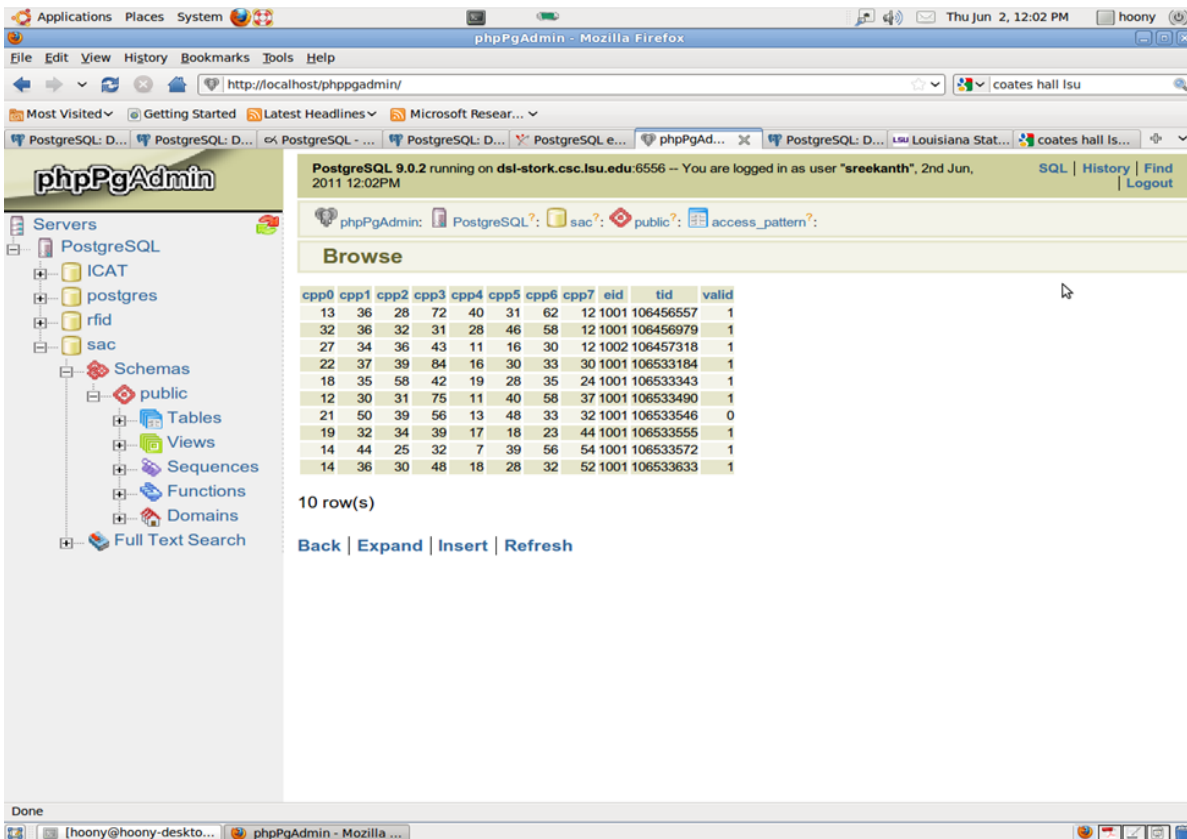 Applications Places System Thu Jun 2, 12:02 PM hoony
phpPgAdmin - Mozilla Firefox
File Edit View History Bookmarks Tools Help
http://localhost/phppgadmin/ coates hall lsu
Most Visited Getting Started Latest Headlines Microsoft Resear...
PostgreSQL: D... PostgreSQL: D... PostgreSQL - ... PostgreSQL: D... PostgreSQL e... phpPgAd... PostgreSQL: D... LSU Louisiana Stat... coates hall ls...
phpPgAdmin
Servers
PostgreSQL
ICAT
postgres
rfid
sac
Schemas
public
Tables
Views
Sequences
Functions
Domains
Full Text Search
PostgreSQL 9.0.2 running on dsl-stork.csc.lsu.edu:6556 -- You are logged in as user "sreekanth", 2nd Jun,
2011 12:02PM
SQL | History | Find
| Logout
phpPgAdmin: PostgreSQL?: sac?: public?: access_pattern?:
Browse
cpp0 cpp1 cpp2 cpp3 cpp4 cpp5 cpp6 cpp7 eid tid valid
13 36 28 72 40 31 62 12 1001 106456557 1
32 36 32 31 28 46 58 12 1001 106456979 1
27 34 36 43 11 16 30 12 1002 106457318 1
22 37 39 84 16 30 33 30 1001 106533184 1
18 35 58 42 19 28 35 24 1001 106533343 1
12 30 31 75 11 40 58 37 1001 106533490 1
21 50 39 56 13 48 33 32 1001 106533546 0
19 32 34 39 17 18 23 44 1001 106533555 1
14 44 25 32 7 39 56 54 1001 106533572 1
14 36 30 48 18 28 32 52 1001 106533633 1
10 row(s)
Back | Expand | Insert | Refresh
Done
[hoony@hoony-deskto... phpPgAdmin - Mozilla ...